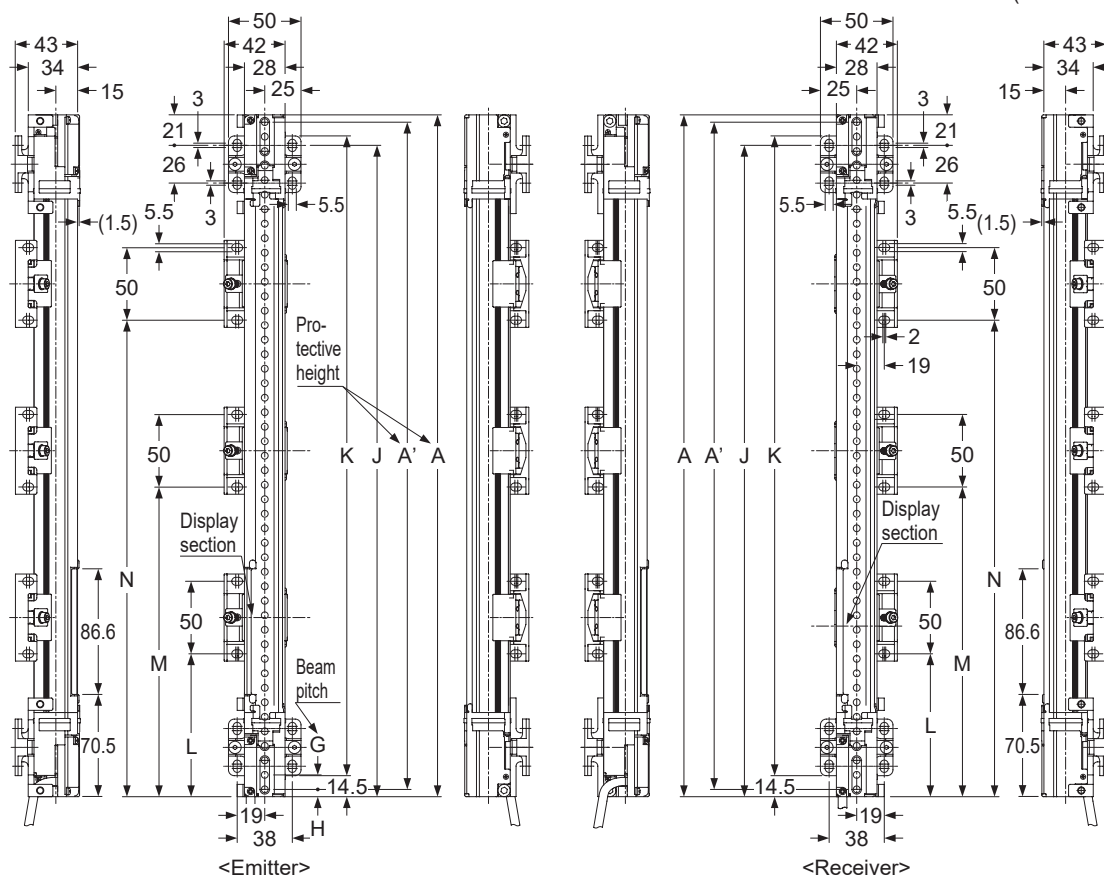 (
50
43
42
34
28
15
25
3
21
26
5.5
3
5.5
(1.5)
50
Pro-
tective
height
50
K
J
A'
A
Display
section
N
50
86.6
M
Beam
pitch
L
G
70.5
14.5
19
H
38
<Emitter>
50
42
28
25
3
21
26
5.5
3
5.5
(1.5)
50
2
19
50
A
A'
J
K
Display
section
50
N
M
L
14.5
19
38
<Receiver>
43
34
15
86.6
70.5